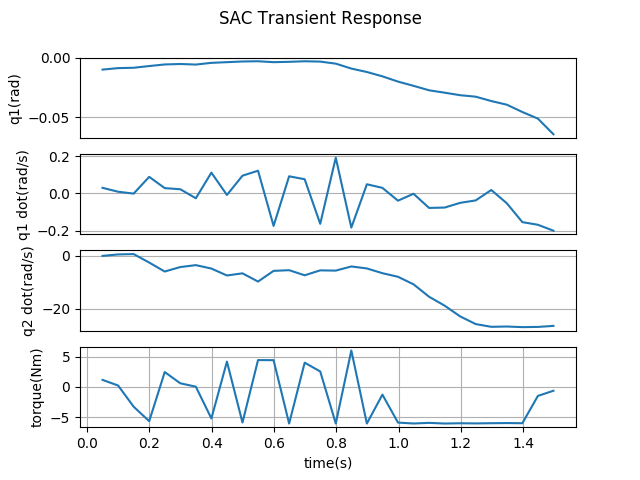 SAC Transient Response
0.00
−0.05
q1(rad)
0.2
0.0
−0.2
q1 dot(rad/s)
0
−20
q2 dot(rad/s)
5
0
−5
torque(Nm)
0.0 0.2 0.4 0.6 0.8 1.0 1.2 1.4
time(s)